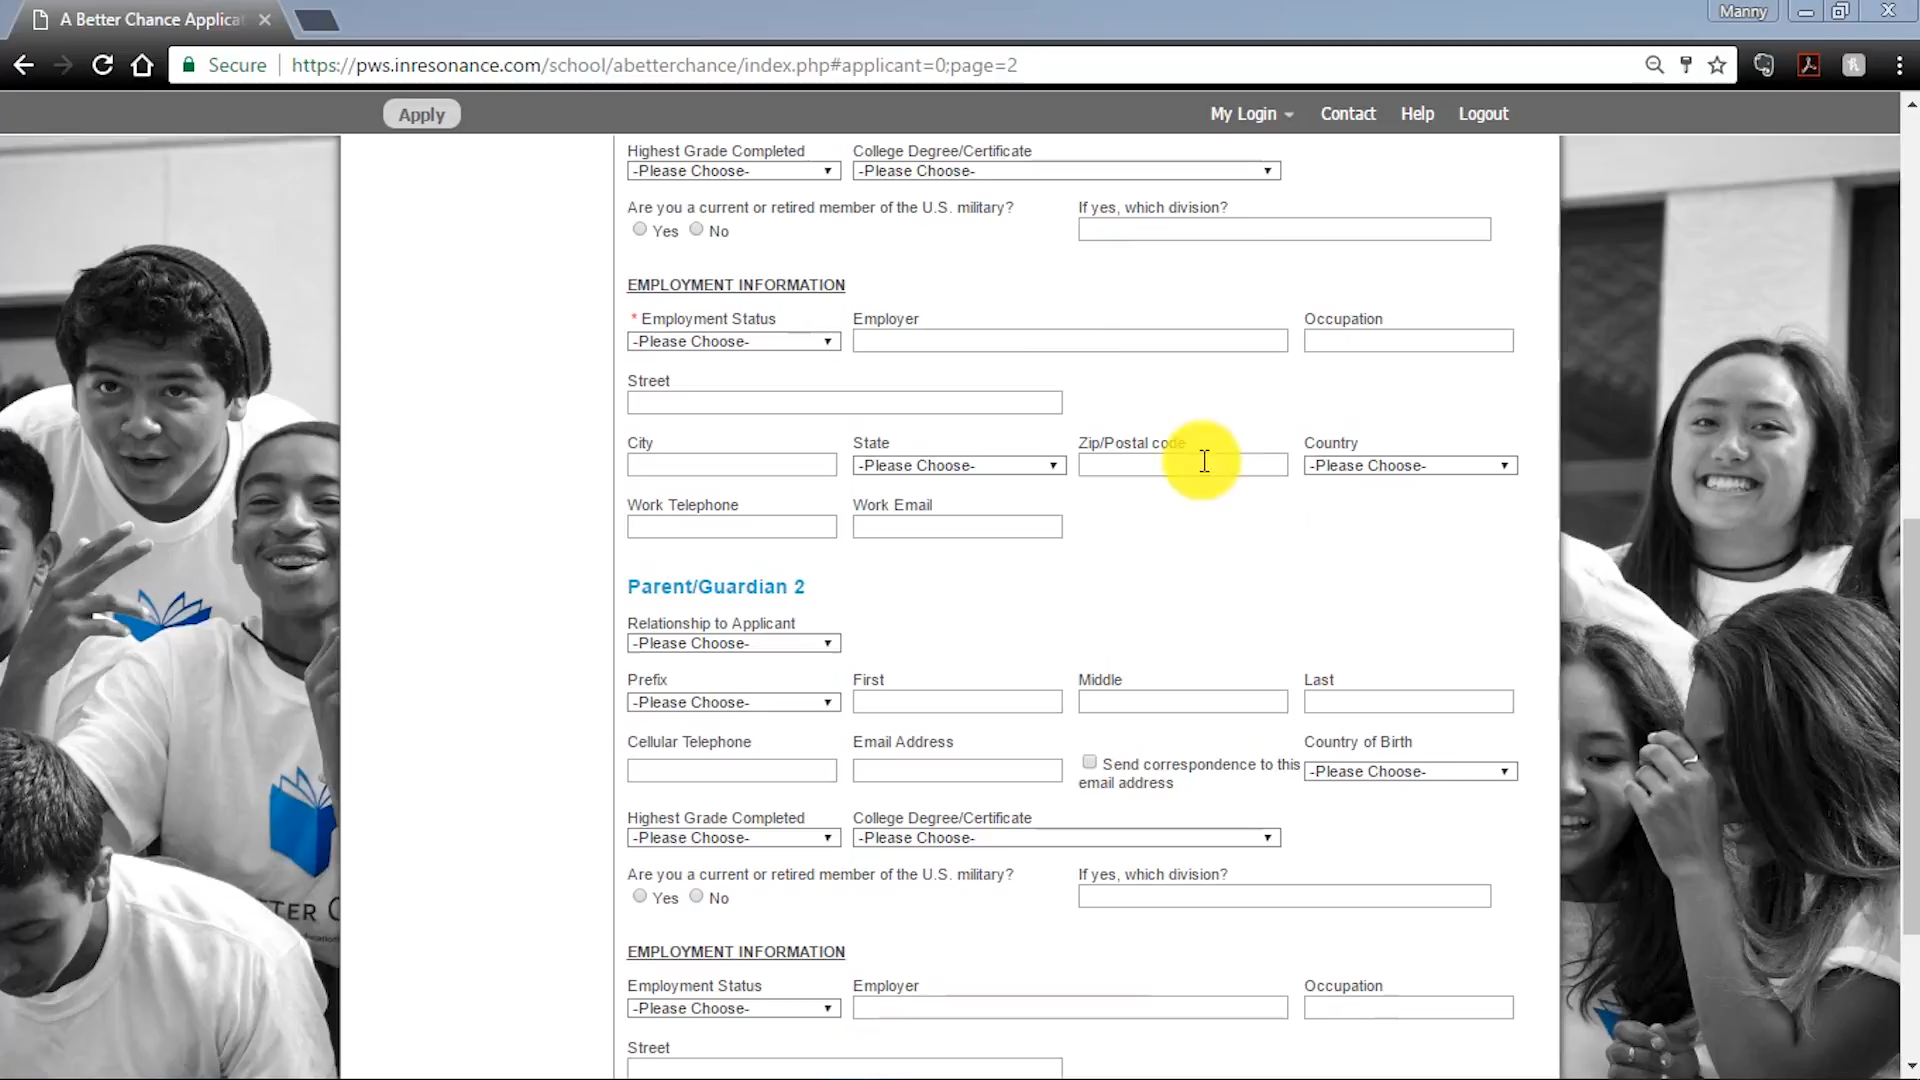 A Better Chance Applica
Manny
Secure
https://pws.inresonance.com/school/abetterchance/index.php#applicant=0;page=2
Apply
My Login
Contact
Help
Logout
Highest Grade Completed
College Degree/Certificate
-Please Choose-
-Please Choose-
Are you a current or retired member of the U.S. military?
If yes, which division?
Yes
No
EMPLOYMENT INFORMATION
* Employment Status
Employer
Occupation
-Please Choose-
Street
City
State
Zip/Postal code
Country
-Please Choose-
-Please Choose-
Work Telephone
Work Email
Parent/Guardian 2
Relationship to Applicant
-Please Choose-
Prefix
First
Middle
Last
-Please Choose-
Cellular Telephone
Email Address
Send correspondence to this
email address
Country of Birth
-Please Choose-
Highest Grade Completed
College Degree/Certificate
-Please Choose-
-Please Choose-
Are you a current or retired member of the U.S. military?
If yes, which division?
Yes
No
EMPLOYMENT INFORMATION
Employment Status
Employer
Occupation
-Please Choose-
Street